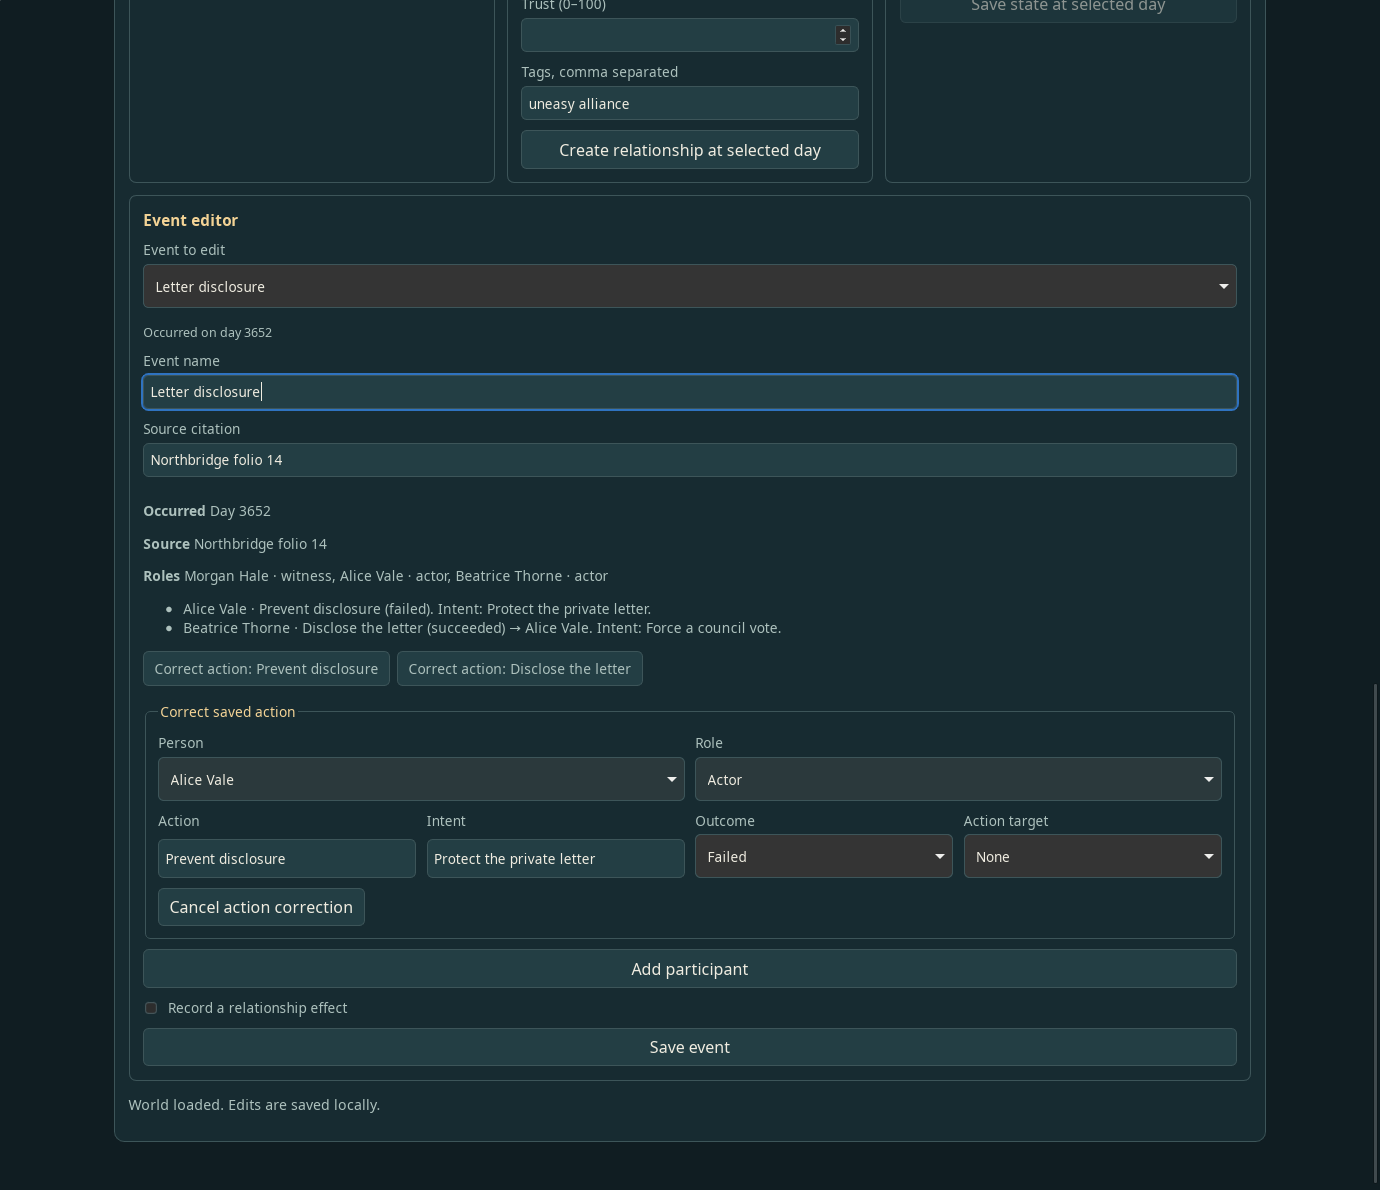 Trust (0–100)
Save state at selected day
Tags, comma separated
uneasy alliance
Create relationship at selected day
Event editor
Event to edit
Letter disclosure
Occurred on day 3652
Event name
Letter disclosure
Source citation
Northbridge folio 14
Occurred Day 3652
Source Northbridge folio 14
Roles Morgan Hale · witness, Alice Vale · actor, Beatrice Thorne · actor
• Alice Vale · Prevent disclosure (failed). Intent: Protect the private letter.
• Beatrice Thorne · Disclose the letter (succeeded) → Alice Vale. Intent: Force a council vote.
Correct action: Prevent disclosure
Correct action: Disclose the letter
Correct saved action
Person
Role
Alice Vale
Actor
Action
Intent
Outcome
Action target
Prevent disclosure
Protect the private letter
Failed
None
Cancel action correction
Add participant
Record a relationship effect
Save event
World loaded. Edits are saved locally.